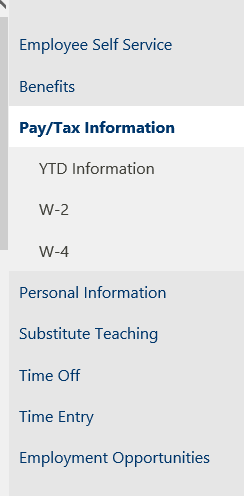 Employee Self Service
Benefits
Pay/Tax Information
YTD Information
W-2
W-4
Personal Information
Substitute Teaching
Time Off
Time Entry
Employment Opportunities